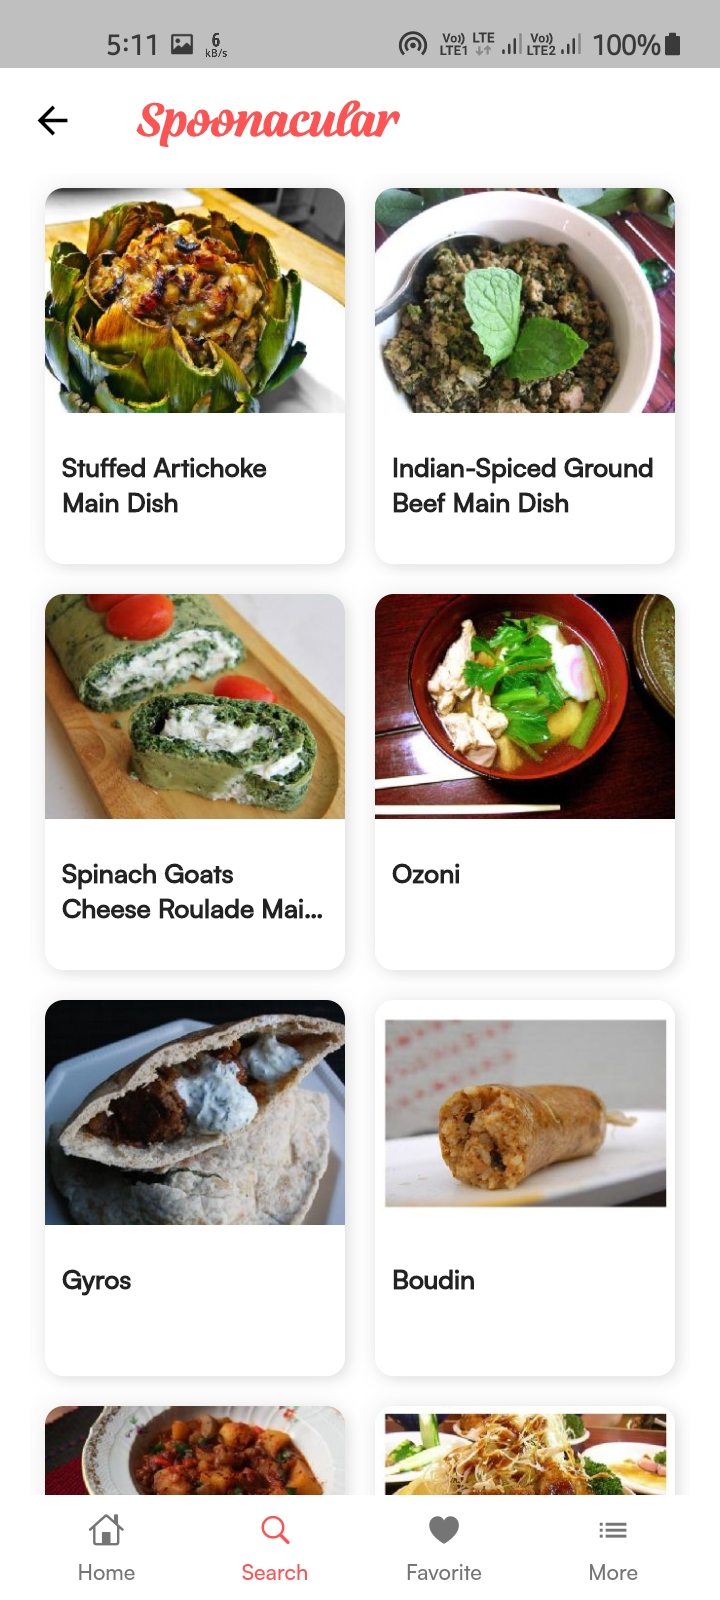 5:11
6
kB/s
Vo)) LTE
LTE1
Vo))
LTE2
100%
Spoonacular
Stuffed Artichoke
Main Dish
Indian-Spiced Ground
Beef Main Dish
Spinach Goats
Cheese Roulade Mai...
Ozoni
Gyros
Boudin
Home
Search
Favorite
More